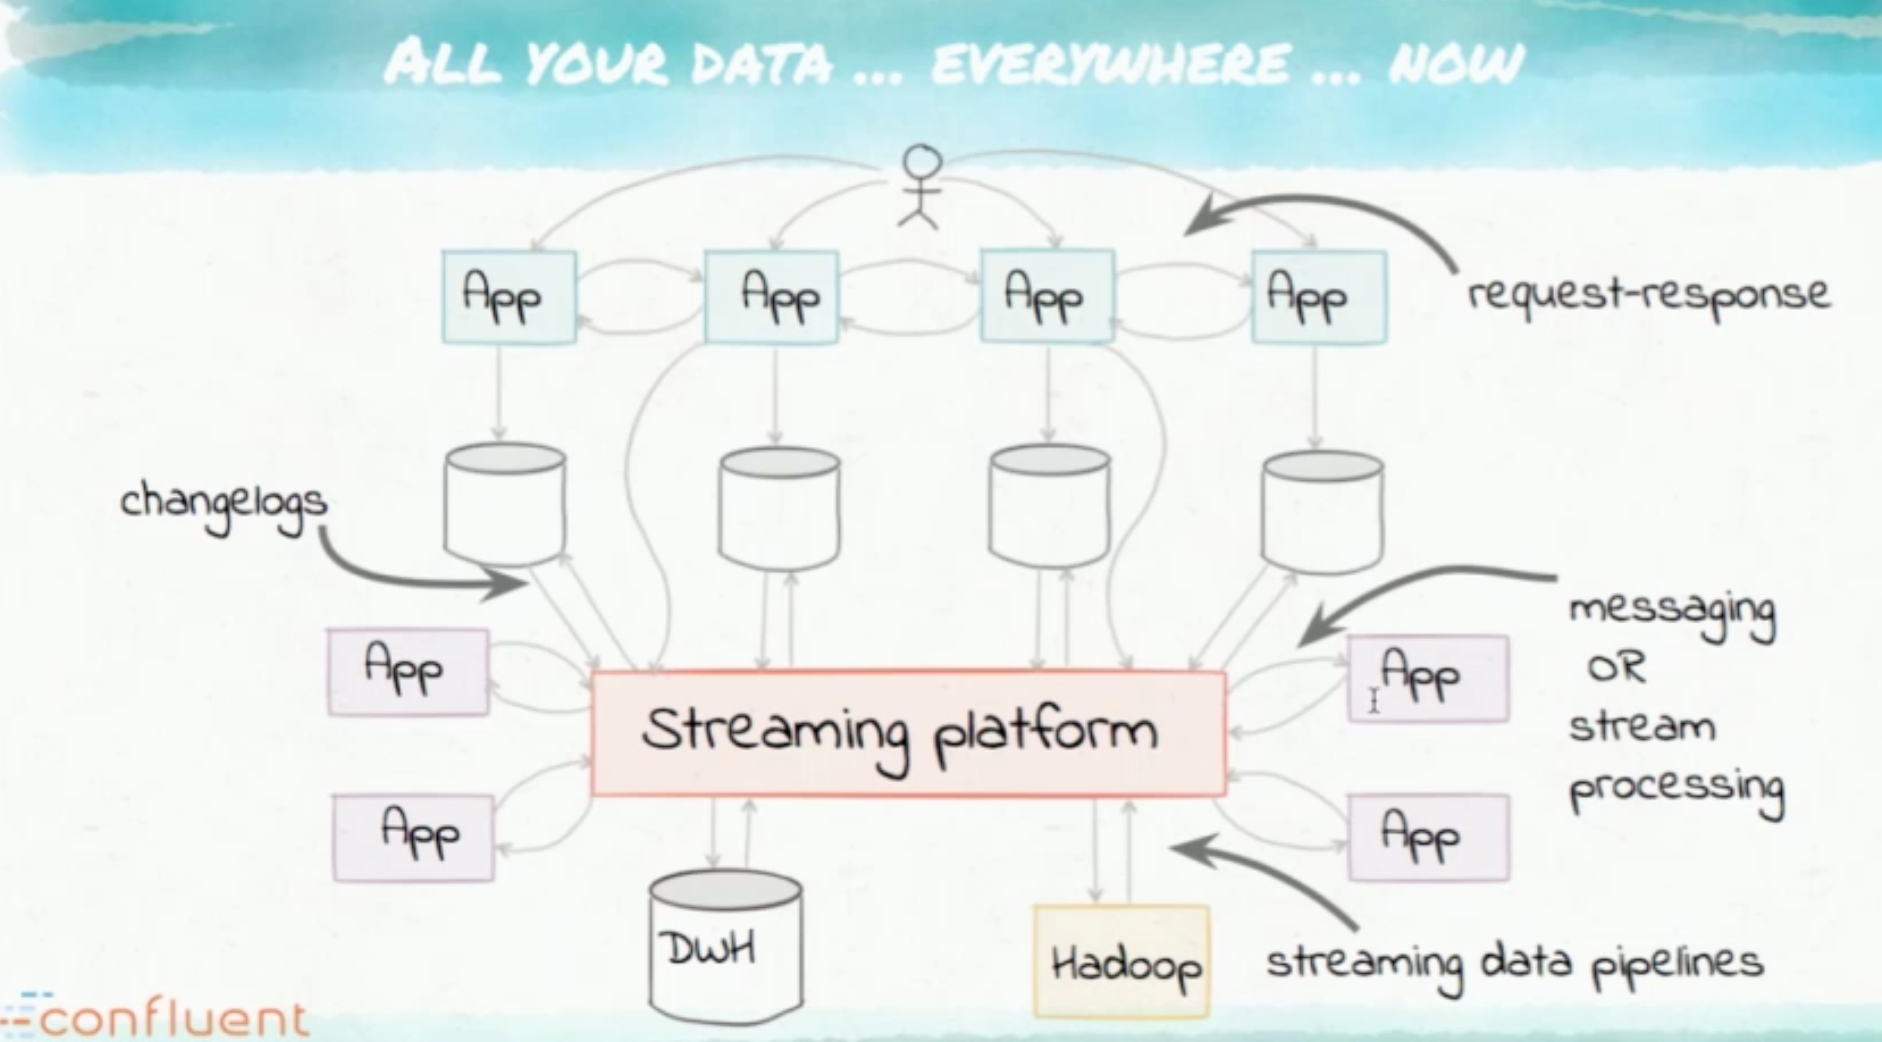 ALL YOUR DATA ... EVERYWHERE ... NOW
App
App
App
App
request-response
changelogs
messaging
OR
stream
processing
App
App
Streaming platform
App
App
DWH
Hadoop
streaming data pipelines
confluent